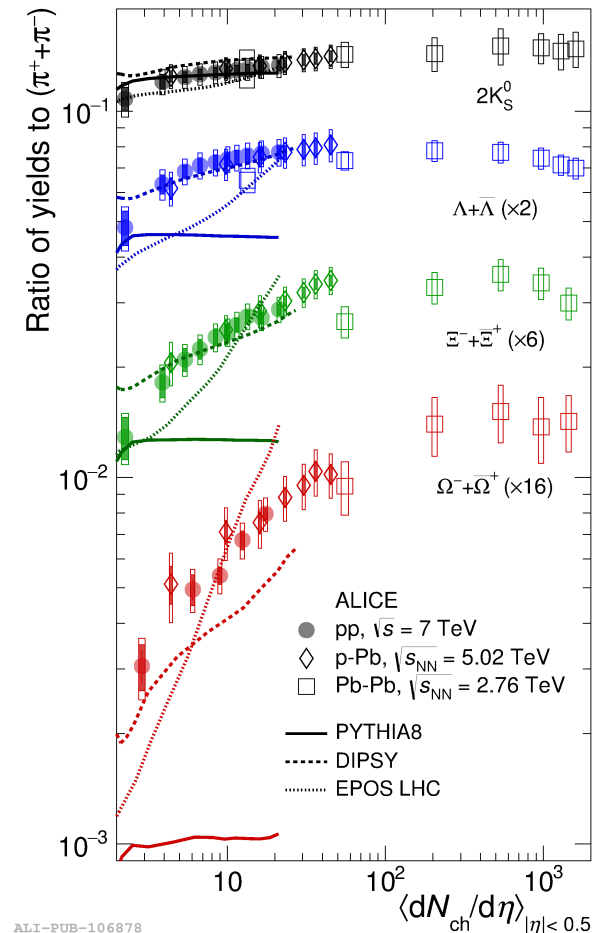 Ratio of yields to (π⁺+π⁻)
10⁻¹
2K⁰_S
Λ+Λ̅ (×2)
Ξ⁻+Ξ̅⁺ (×6)
10⁻²
Ω⁻+Ω̅⁺ (×16)
ALICE
pp, √s = 7 TeV
p-Pb, √s_NN = 5.02 TeV
Pb-Pb, √s_NN = 2.76 TeV
PYTHIA8
DIPSY
EPOS LHC
10⁻³
10 10² 10³
⟨dN_ch/dη⟩_|η|< 0.5
ALI-PUB-106878